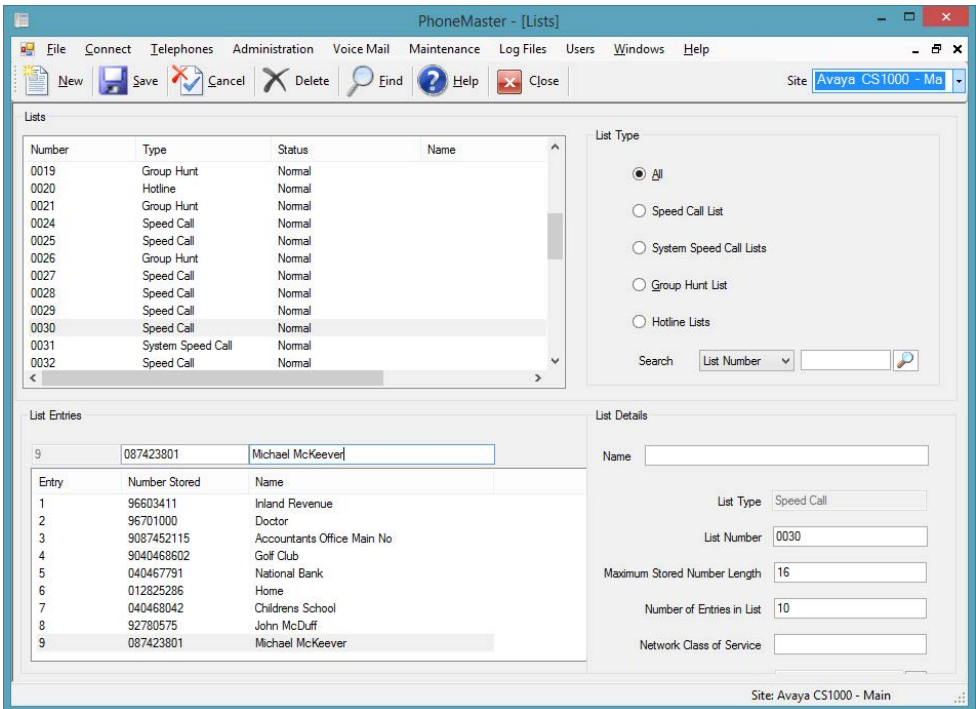 PhoneMaster - [Lists]
File Connect Telephones Administration Voice Mail Maintenance Log Files Users Windows Help
New Save Cancel Delete Find Help Close Site Avaya CS1000 - Ma
Lists
Number Type Status Name
0019 Group Hunt Normal
0020 Hotline Normal
0021 Group Hunt Normal
0024 Speed Call Normal
0025 Speed Call Normal
0026 Group Hunt Normal
0027 Speed Call Normal
0028 Speed Call Normal
0029 Speed Call Normal
0030 Speed Call Normal
0031 System Speed Call Normal
0032 Speed Call Normal
List Type
All
Speed Call List
System Speed Call Lists
Group Hunt List
Hotline Lists
Search List Number
List Entries
9 087423801 Michael McKeever
Entry Number Stored Name
1 96603411 Inland Revenue
2 96701000 Doctor
3 9087452115 Accountants Office Main No
4 9040468602 Golf Club
5 040467791 National Bank
6 012825286 Home
7 040468042 Childrens School
8 92780575 John McDuff
9 087423801 Michael McKeever
List Details
Name
List Type Speed Call
List Number 0030
Maximum Stored Number Length 16
Number of Entries in List 10
Network Class of Service
Site: Avaya CS1000 - Main